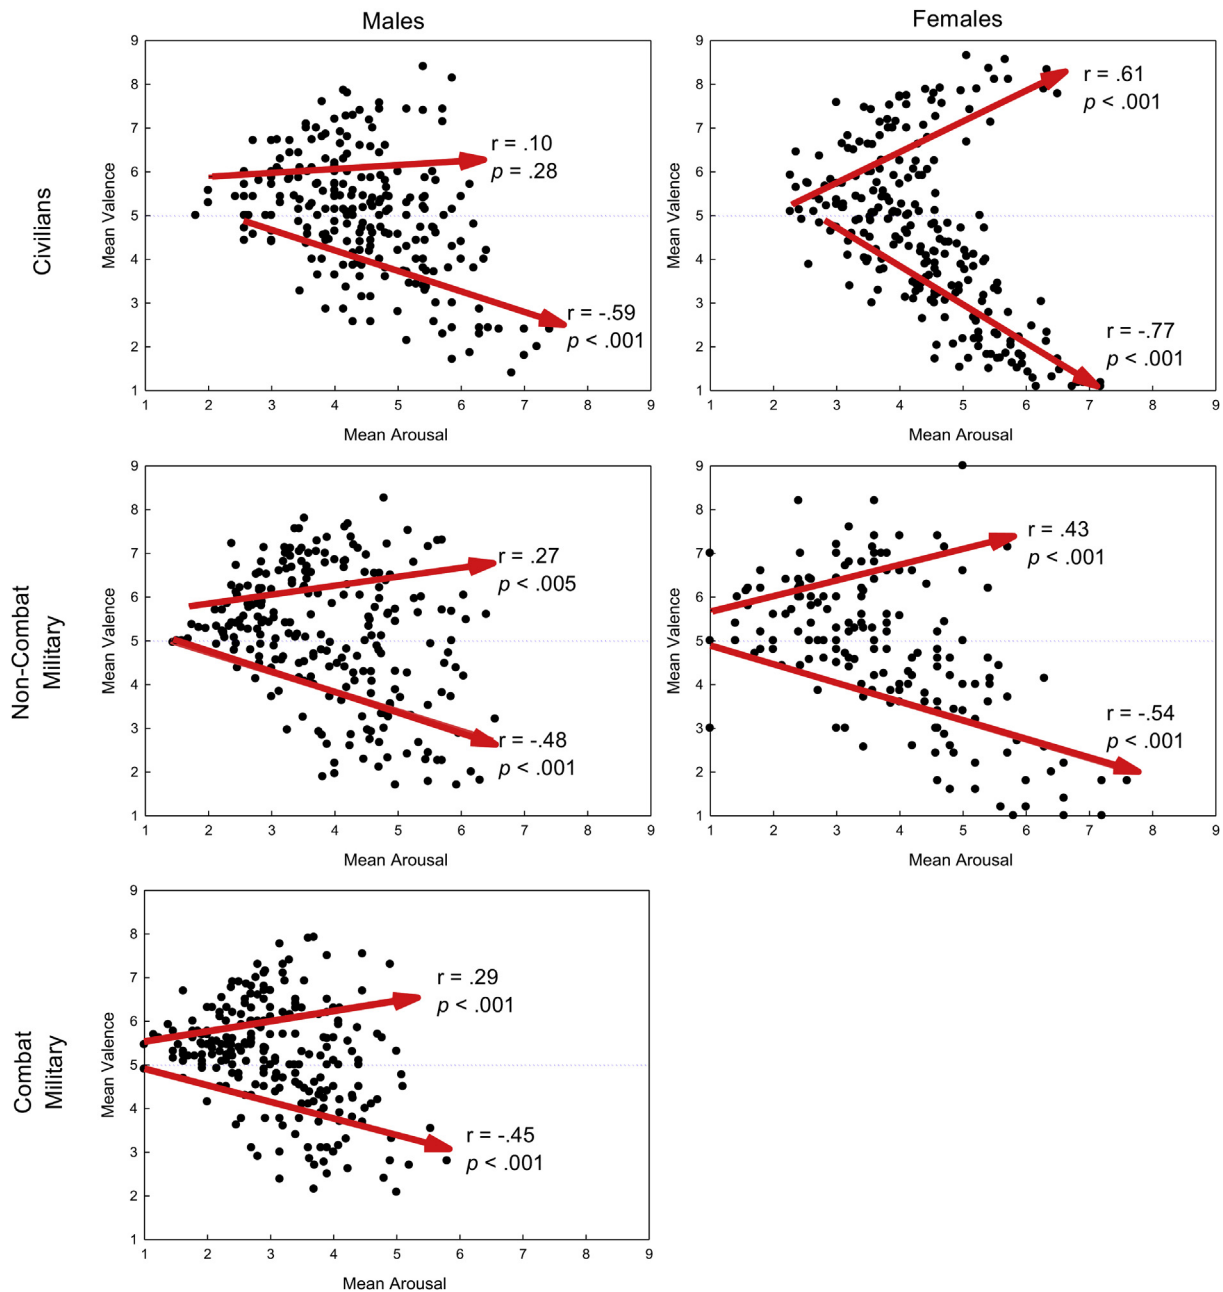 Males
Females
Civilians
9
8
7
6
5
4
3
2
1
Mean Valence
r = .10
p = .28
r = -.59
p < .001
1 2 3 4 5 6 7 8 9
Mean Arousal
9
8
7
6
5
4
3
2
1
Mean Valence
r = .61
p < .001
r = -.77
p < .001
1 2 3 4 5 6 7 8 9
Mean Arousal
Non-Combat
Military
9
8
7
6
5
4
3
2
1
Mean Valence
r = .27
p < .005
r = -.48
p < .001
1 2 3 4 5 6 7 8 9
Mean Arousal
9
8
7
6
5
4
3
2
1
Mean Valence
r = .43
p < .001
r = -.54
p < .001
1 2 3 4 5 6 7 8 9
Mean Arousal
Combat
Military
9
8
7
6
5
4
3
2
1
Mean Valence
r = .29
p < .001
r = -.45
p < .001
1 2 3 4 5 6 7 8 9
Mean Arousal